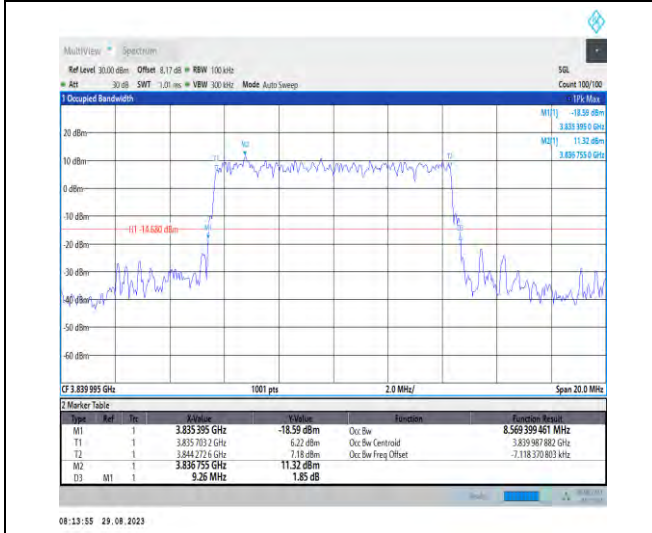 MultiView Spectrum
Ref Level 30.00 dBm Offset 8.17 dB RBW 100 kHz SGL
Att 30 dB SWT 1.01 ms VBW 300 kHz Mode Auto Sweep Count 100/100
1 Occupied Bandwidth 1Pk Max
M1[1] -18.59 dBm
3.835 395 0 GHz
M2[1] 11.32 dBm
3.836 755 0 GHz
20 dBm
10 dBm
0 dBm
-10 dBm
H1 -14.680 dBm
-20 dBm
-30 dBm
-40 dBm
-50 dBm
-60 dBm
M2
T1
T2
M1
CF 3.839 995 GHz 1001 pts 2.0 MHz/ Span 20.0 MHz
2 Marker Table
Type Ref Trc X-Value Y-Value Function Function Result
M1 1 3.835 395 GHz -18.59 dBm Occ Bw 8.569 399 461 MHz
T1 1 3.835 703 2 GHz 6.22 dBm Occ Bw Centroid 3.839 987 882 GHz
T2 1 3.844 272 6 GHz 7.18 dBm Occ Bw Freq Offset -7.118 370 803 kHz
M2 1 3.836 755 GHz 11.32 dBm
D3 M1 1 9.26 MHz 1.85 dB
08:13:55 29.08.2023